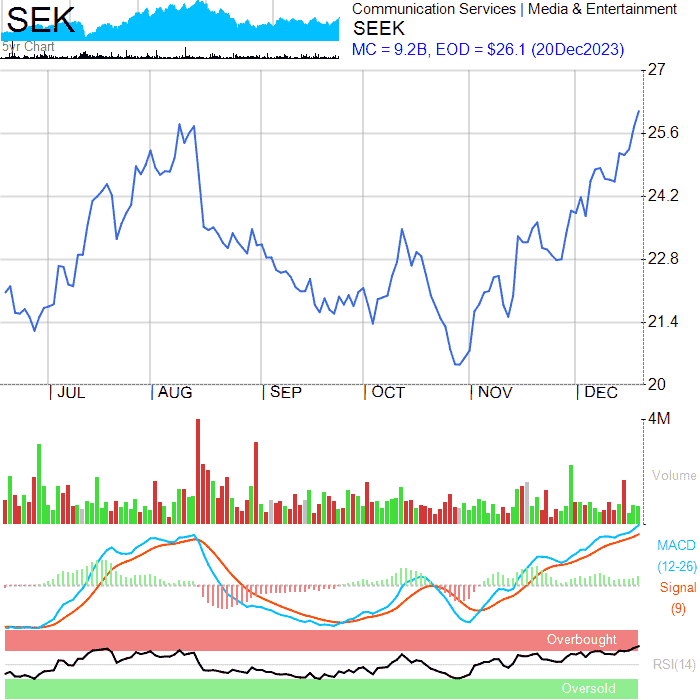 SEK
5yr Chart
Communication Services | Media & Entertainment
SEEK
MC = 9.2B, EOD = $26.1 (20Dec2023)
27
25.6
24.2
22.8
21.4
20
| JUL | AUG | SEP | OCT | NOV | DEC
4M
Volume
MACD
(12-26)
Signal
(9)
Overbought
RSI(14)
Oversold